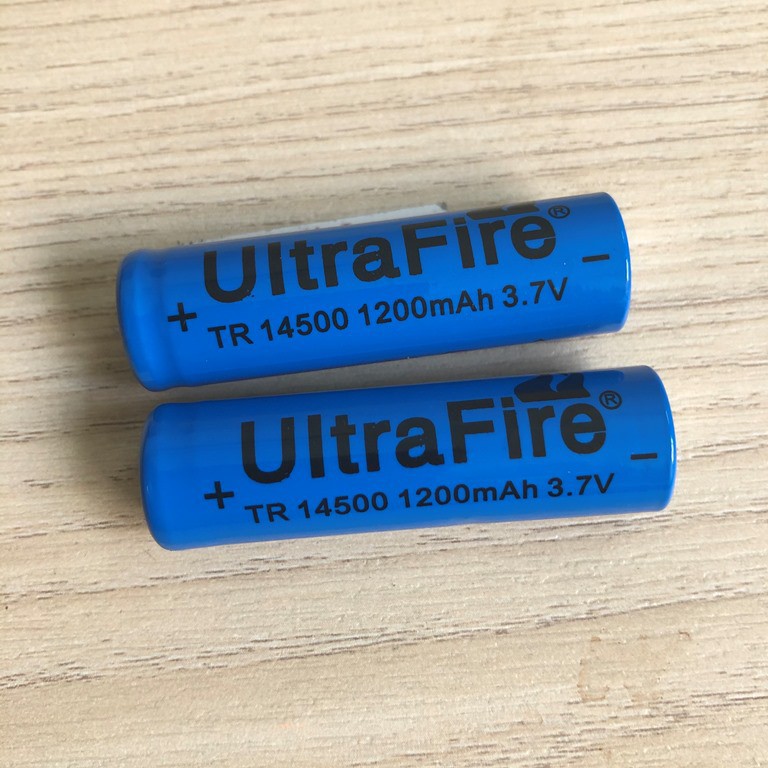 UltraFire®
+ −
TR 14500 1200mAh 3.7V
UltraFire®
+ −
TR 14500 1200mAh 3.7V